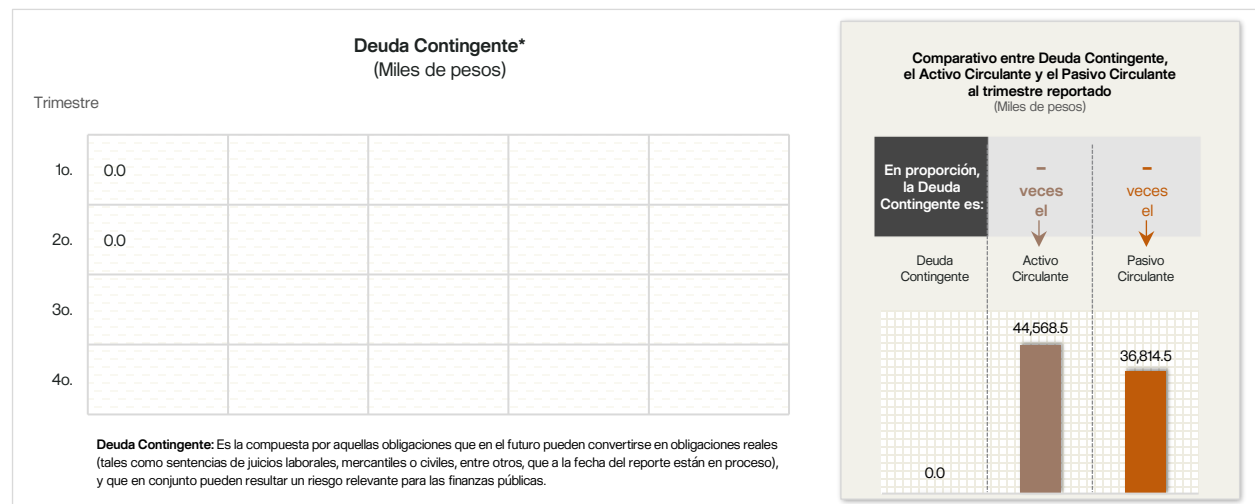 Deuda Contingente*
(Miles de pesos)
Trimestre
1o. 0.0
2o. 0.0
3o.
4o.
Deuda Contingente: Es la compuesta por aquellas obligaciones que en el futuro pueden convertirse en obligaciones reales
(tales como sentencias de juicios laborales, mercantiles o civiles, entre otros, que a la fecha del reporte están en proceso),
y que en conjunto pueden resultar un riesgo relevante para las finanzas públicas.
Comparativo entre Deuda Contingente,
el Activo Circulante y el Pasivo Circulante
al trimestre reportado
(Miles de pesos)
En proporción,
la Deuda
Contingente es:
–
veces
el
–
veces
el
Deuda
Contingente
Activo
Circulante
Pasivo
Circulante
0.0
44,568.5
36,814.5